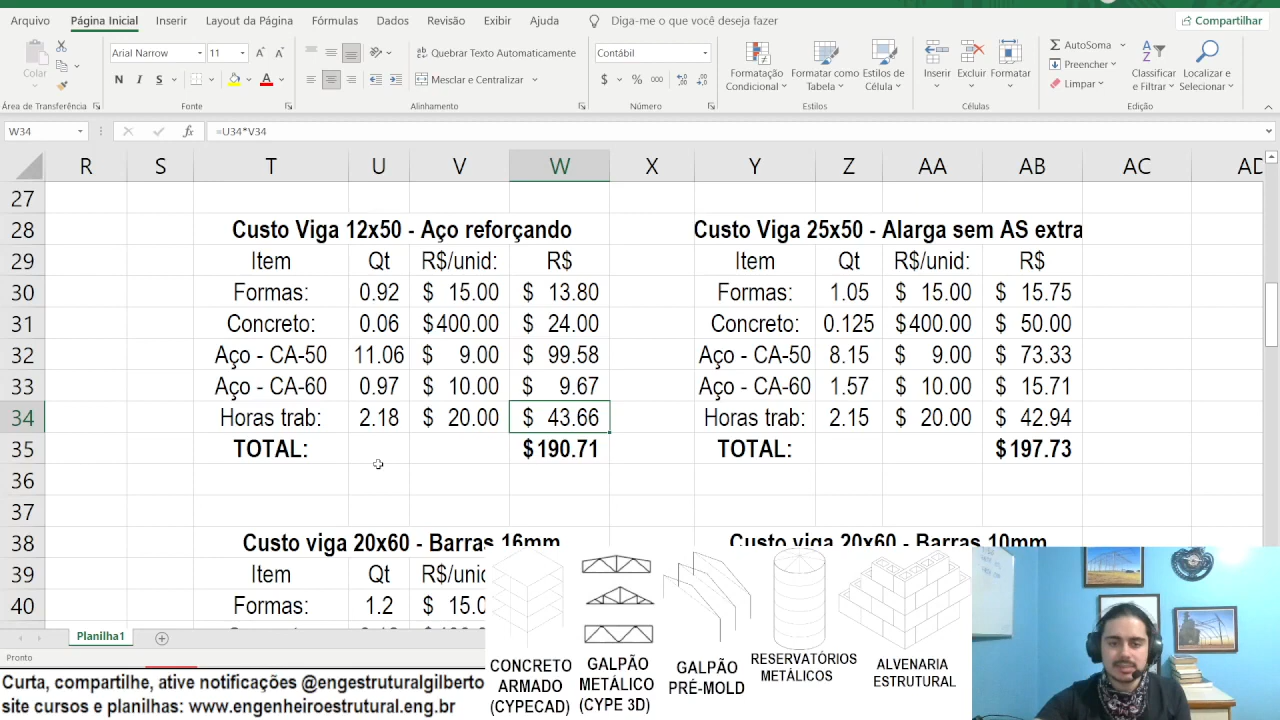 Arquivo Página Inicial Inserir Layout da Página Fórmulas Dados Revisão Exibir Ajuda Diga-me o que você deseja fazer Compartilhar
Colar
Arial Narrow 11
N I S
Quebrar Texto Automaticamente
Mesclar e Centralizar
Contábil
$ % 000
Formatação Condicional
Formatar como Tabela
Estilos de Célula
Inserir Excluir Formatar
AutoSoma
Preencher
Limpar
Classificar e Filtrar
Localizar e Selecionar
Área de Transferência Fonte Alinhamento Número Estilos Células Edição
W34 fx =U34*V34
R S T U V W X Y Z AA AB AC AD
27
28 Custo Viga 12x50 - Aço reforçando Custo Viga 25x50 - Alarga sem AS extra
29 Item Qt R$/unid: R$ Item Qt R$/unid: R$
30 Formas: 0.92 $ 15.00 $ 13.80 Formas: 1.05 $ 15.00 $ 15.75
31 Concreto: 0.06 $400.00 $ 24.00 Concreto: 0.125 $400.00 $ 50.00
32 Aço - CA-50 11.06 $ 9.00 $ 99.58 Aço - CA-50 8.15 $ 9.00 $ 73.33
33 Aço - CA-60 0.97 $ 10.00 $ 9.67 Aço - CA-60 1.57 $ 10.00 $ 15.71
34 Horas trab: 2.18 $ 20.00 $ 43.66 Horas trab: 2.15 $ 20.00 $ 42.94
35 TOTAL: $190.71 TOTAL: $197.73
36
37
38 Custo viga 20x60 - Barras 16mm Custo viga 20x60 - Barras 10mm
39 Item Qt R$/unid
40 Formas: 1.2 $ 15.0
Planilha1
Pronto
Curta, compartilhe, ative notificações @engestruturalgilberto
site cursos e planilhas: www.engenheiroestrutural.eng.br
CONCRETO
ARMADO
(CYPECAD)
GALPÃO
METÁLICO
(CYPE 3D)
GALPÃO
PRÉ-MOLD
RESERVATÓRIOS
METÁLICOS
ALVENARIA
ESTRUTURAL